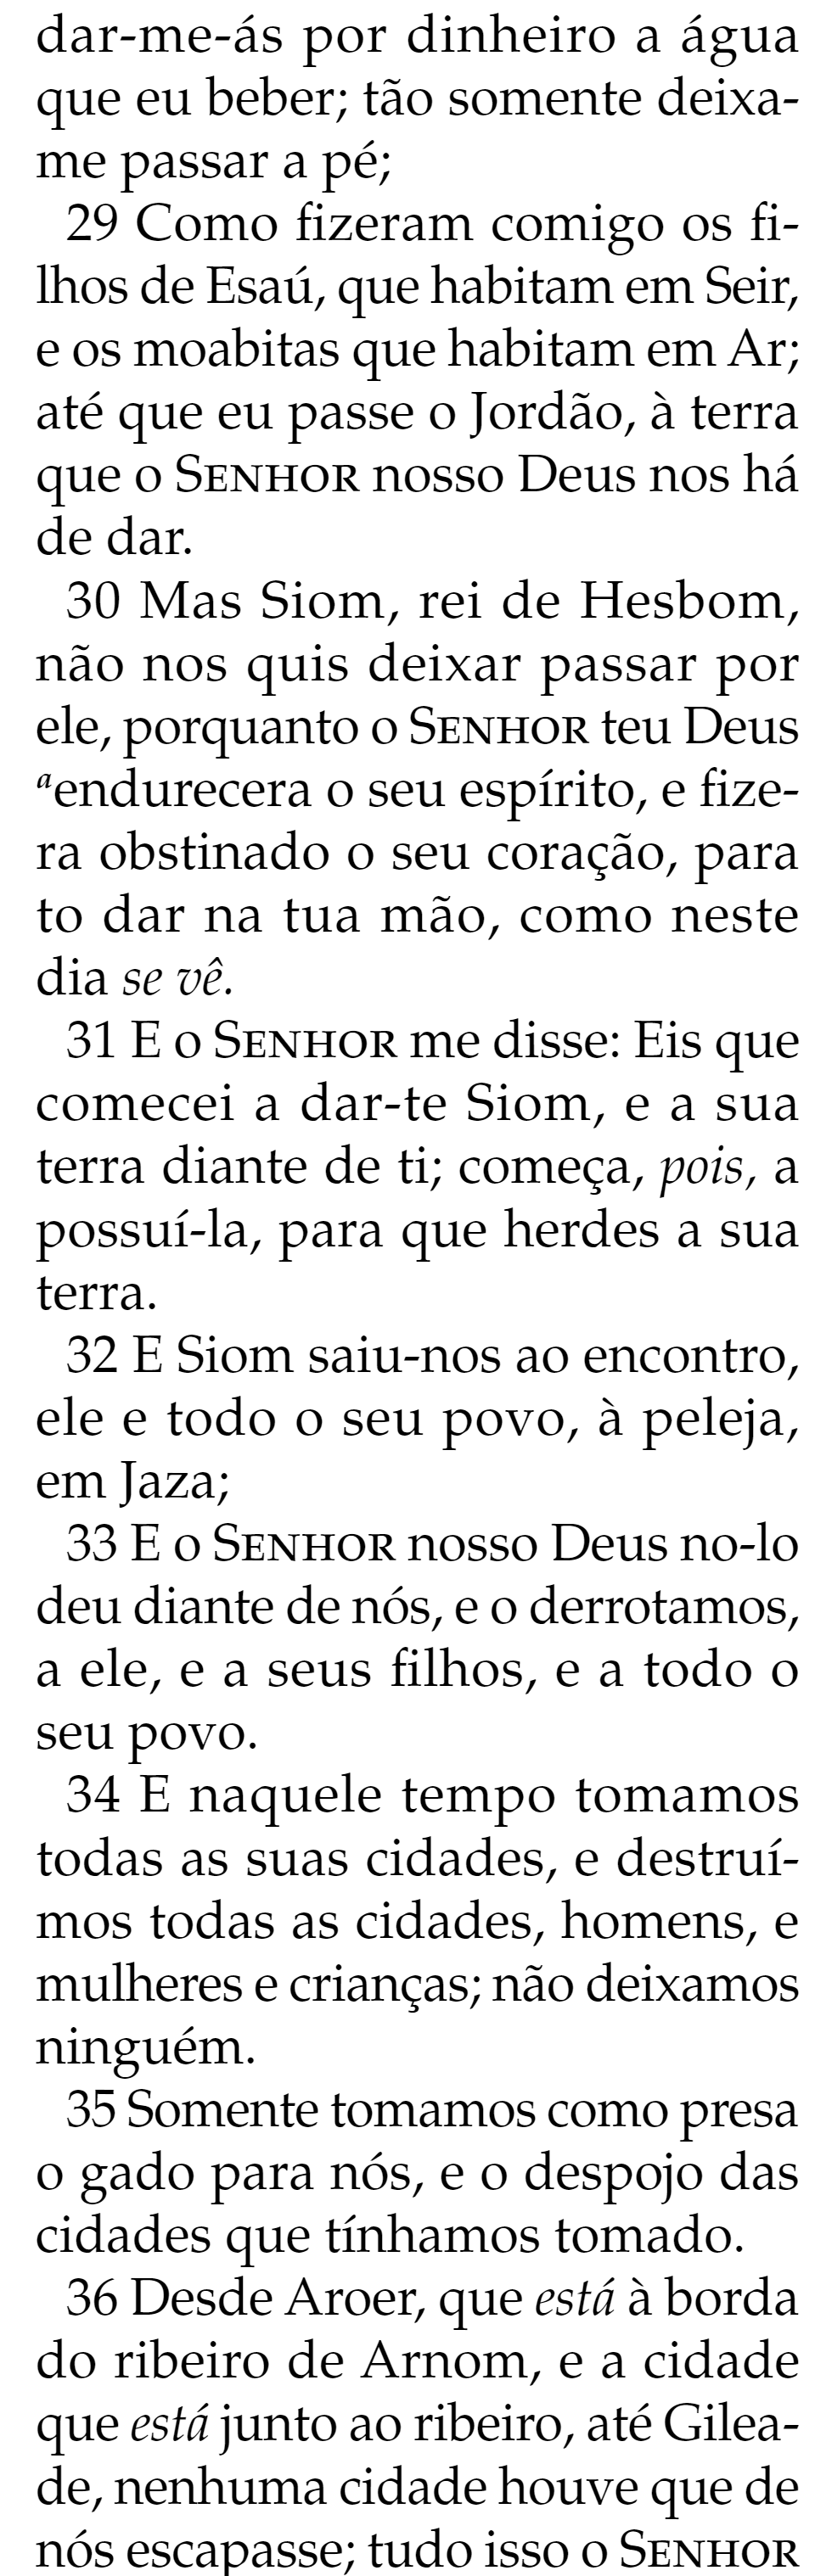 dar-me-ás por dinheiro a água
que eu beber; tão somente deixa-
me passar a pé;
29 Como fizeram comigo os fi-
lhos de Esaú, que habitam em Seir,
e os moabitas que habitam em Ar;
até que eu passe o Jordão, à terra
que o SENHOR nosso Deus nos há
de dar.
30 Mas Siom, rei de Hesbom,
não nos quis deixar passar por
ele, porquanto o SENHOR teu Deus
ᵃendurecera o seu espírito, e fize-
ra obstinado o seu coração, para
to dar na tua mão, como neste
dia se vê.
31 E o SENHOR me disse: Eis que
comecei a dar-te Siom, e a sua
terra diante de ti; começa, pois, a
possuí-la, para que herdes a sua
terra.
32 E Siom saiu-nos ao encontro,
ele e todo o seu povo, à peleja,
em Jaza;
33 E o SENHOR nosso Deus no-lo
deu diante de nós, e o derrotamos,
a ele, e a seus filhos, e a todo o
seu povo.
34 E naquele tempo tomamos
todas as suas cidades, e destruí-
mos todas as cidades, homens, e
mulheres e crianças; não deixamos
ninguém.
35 Somente tomamos como presa
o gado para nós, e o despojo das
cidades que tínhamos tomado.
36 Desde Aroer, que está à borda
do ribeiro de Arnom, e a cidade
que está junto ao ribeiro, até Gilea-
de, nenhuma cidade houve que de
nós escapasse; tudo isso o SENHOR